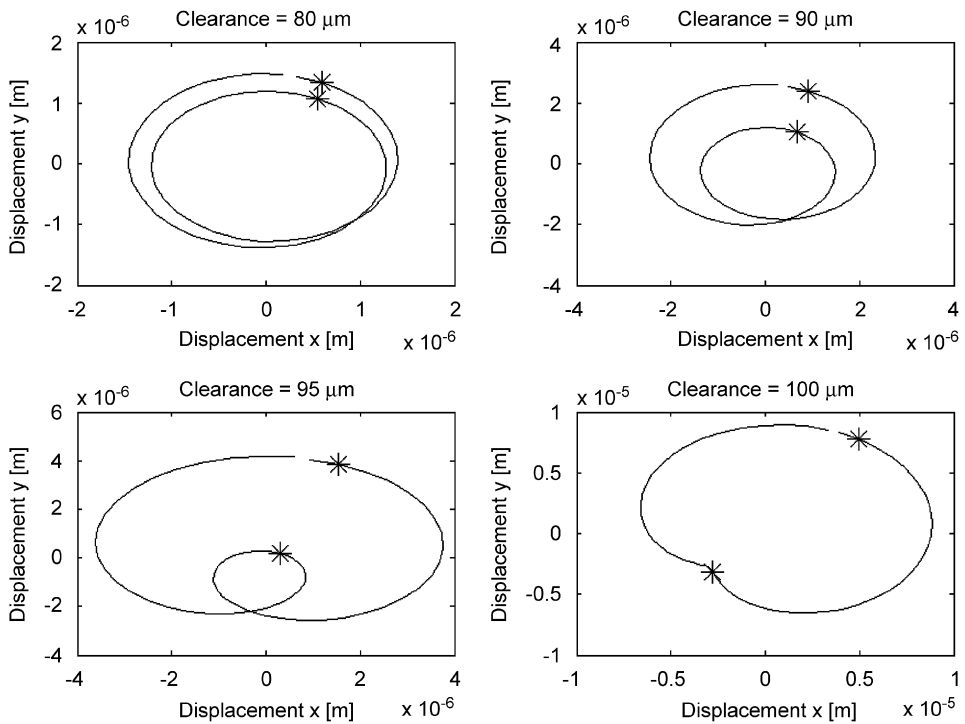 Clearance = 80 μm
x 10-6
2
1
0
-1
-2
Displacement y [m]
-2
-1
0
1
2
Displacement x [m]
x 10-6
Clearance = 90 μm
x 10-6
4
2
0
-2
-4
Displacement y [m]
-4
-2
0
2
4
Displacement x [m]
x 10-6
Clearance = 95 μm
x 10-6
6
4
2
0
-2
-4
Displacement y [m]
-4
-2
0
2
4
Displacement x [m]
x 10-6
Clearance = 100 μm
x 10-5
1
0.5
0
-0.5
-1
Displacement y [m]
-1
-0.5
0
0.5
1
Displacement x [m]
x 10-5